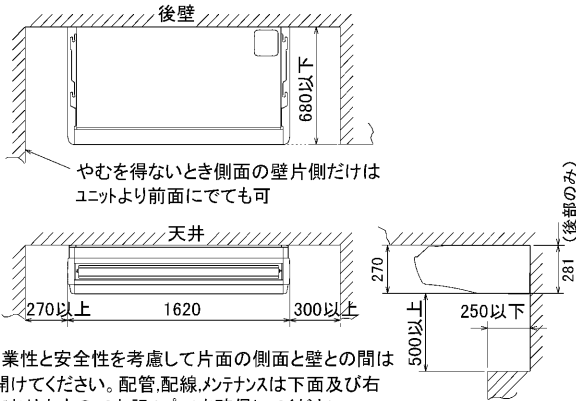 後壁
680以下
やむを得ないとき側面の壁片側だけは
ユニットより前面にでても可
天井
270以上
1620
300以上
270
281
(後部のみ)
500以上
250以下
業性と安全性を考慮して片面の側面と壁との間は
開けてください。配管,配線,メンテナンスは下面及び右